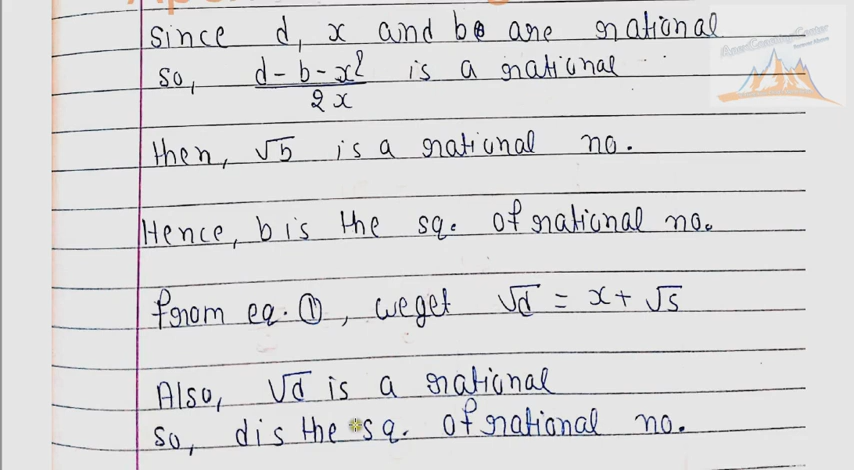 since d, x and b are rational
so, d - b - x² / 2x is a rational
then, √b is a rational no.
Hence, b is the sq. of rational no.
from eq. ①, we get √d = x + √5
Also, √d is a rational
so, d is the sq. of rational no.